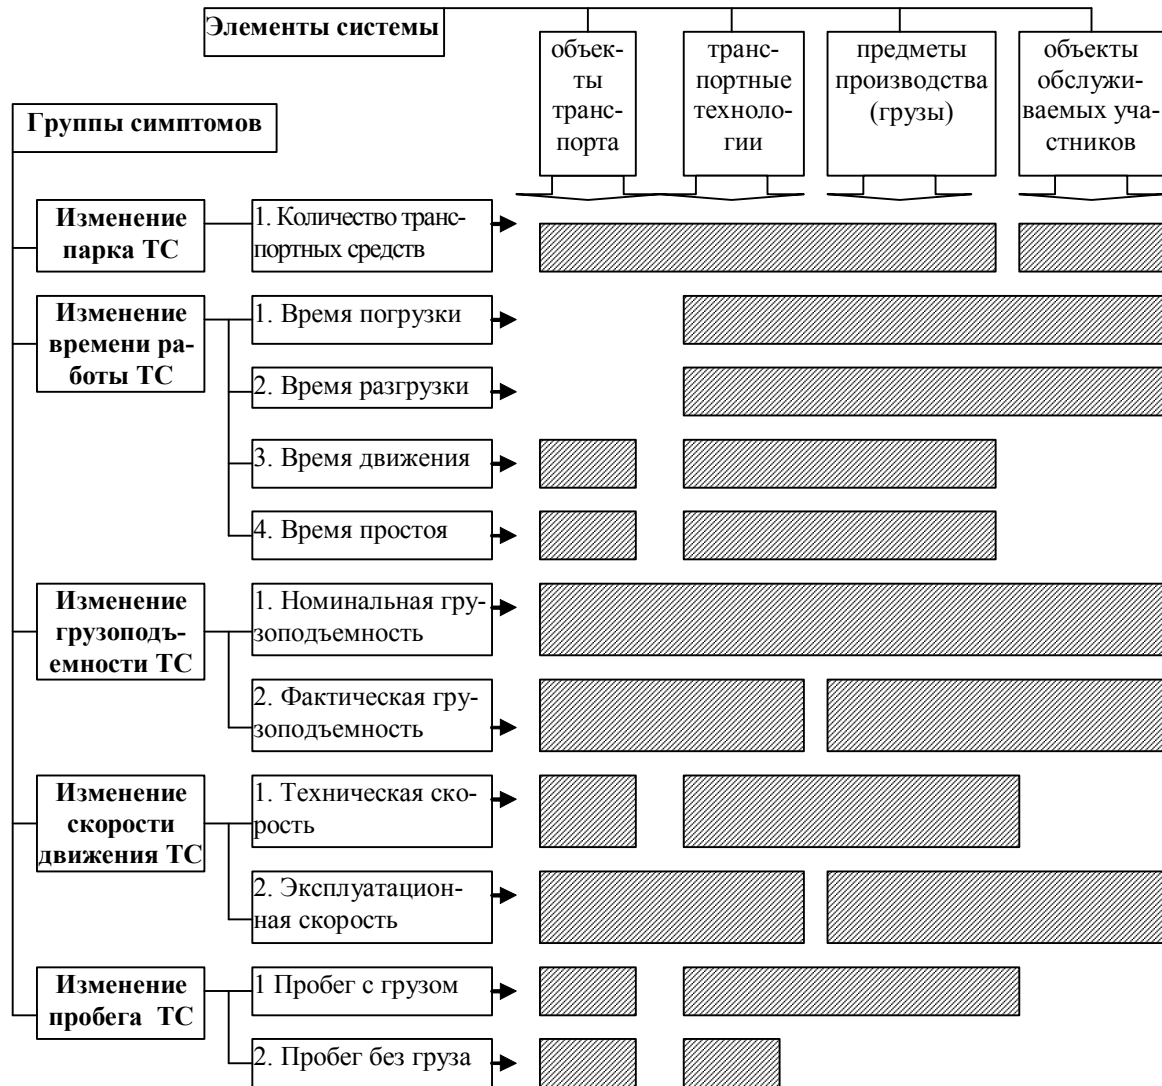 Элементы системы
объек-
ты
транс-
порта
транс-
портные
техноло-
гии
предметы
производства
(грузы)
объекты
обслужи-
ваемых уча-
стников
Группы симптомов
Изменение
парка ТС
1. Количество транс-
портных средств
Изменение
времени ра-
боты ТС
1. Время погрузки
2. Время разгрузки
3. Время движения
4. Время простоя
Изменение
грузоподъ-
емности ТС
1. Номинальная гру-
зоподъемность
2. Фактическая гру-
зоподъемность
Изменение
скорости
движения ТС
1. Техническая ско-
рость
2. Эксплуатацион-
ная скорость
Изменение
пробега ТС
1 Пробег с грузом
2. Пробег без груза